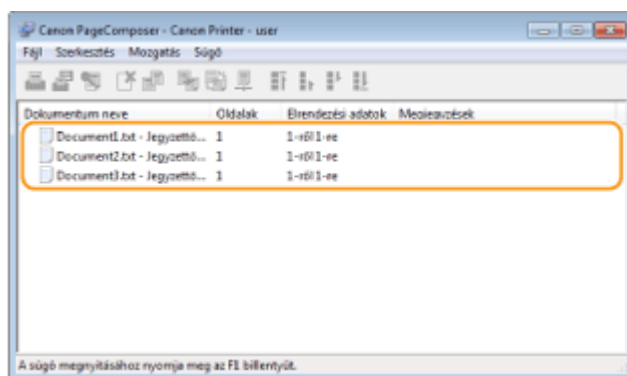 Canon PageComposer - Canon Printer - user
Fájl Szerkesztés Mozgatás Súgó
Dokumentum neve Oldalak Elrendezési adatok Megjegyzések
Document1.txt - Jegyzettö... 1 1-ről 1-re
Document2.txt - Jegyzettö... 1 1-ről 1-re
Document3.txt - Jegyzettö... 1 1-ről 1-re
A súgó megnyitásához nyomja meg az F1 billentyűt.